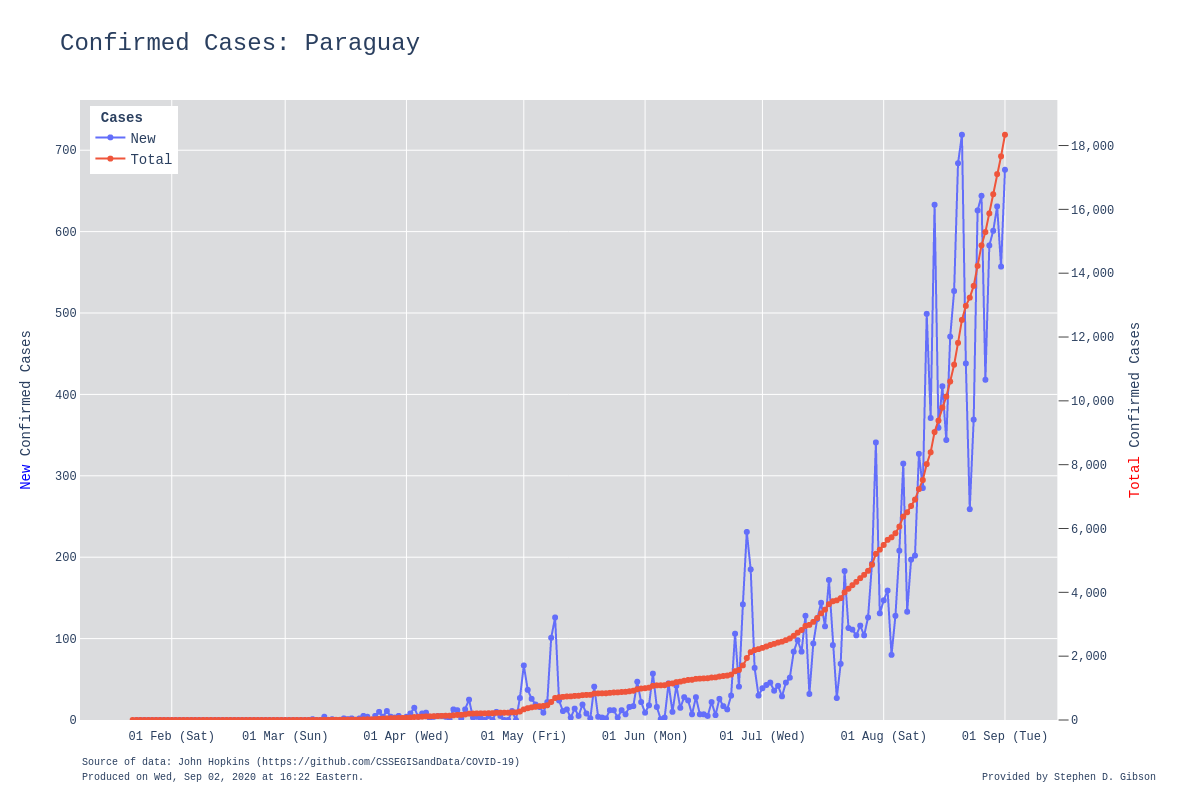 Confirmed Cases: Paraguay
Cases
New
Total
700
600
500
400
300
200
100
0
New Confirmed Cases
18,000
16,000
14,000
12,000
10,000
8,000
6,000
4,000
2,000
0
Total Confirmed Cases
01 Feb (Sat) 01 Mar (Sun) 01 Apr (Wed) 01 May (Fri) 01 Jun (Mon) 01 Jul (Wed) 01 Aug (Sat) 01 Sep (Tue)
Source of data: John Hopkins (https://github.com/CSSEGISandData/COVID-19)
Produced on Wed, Sep 02, 2020 at 16:22 Eastern.
Provided by Stephen D. Gibson